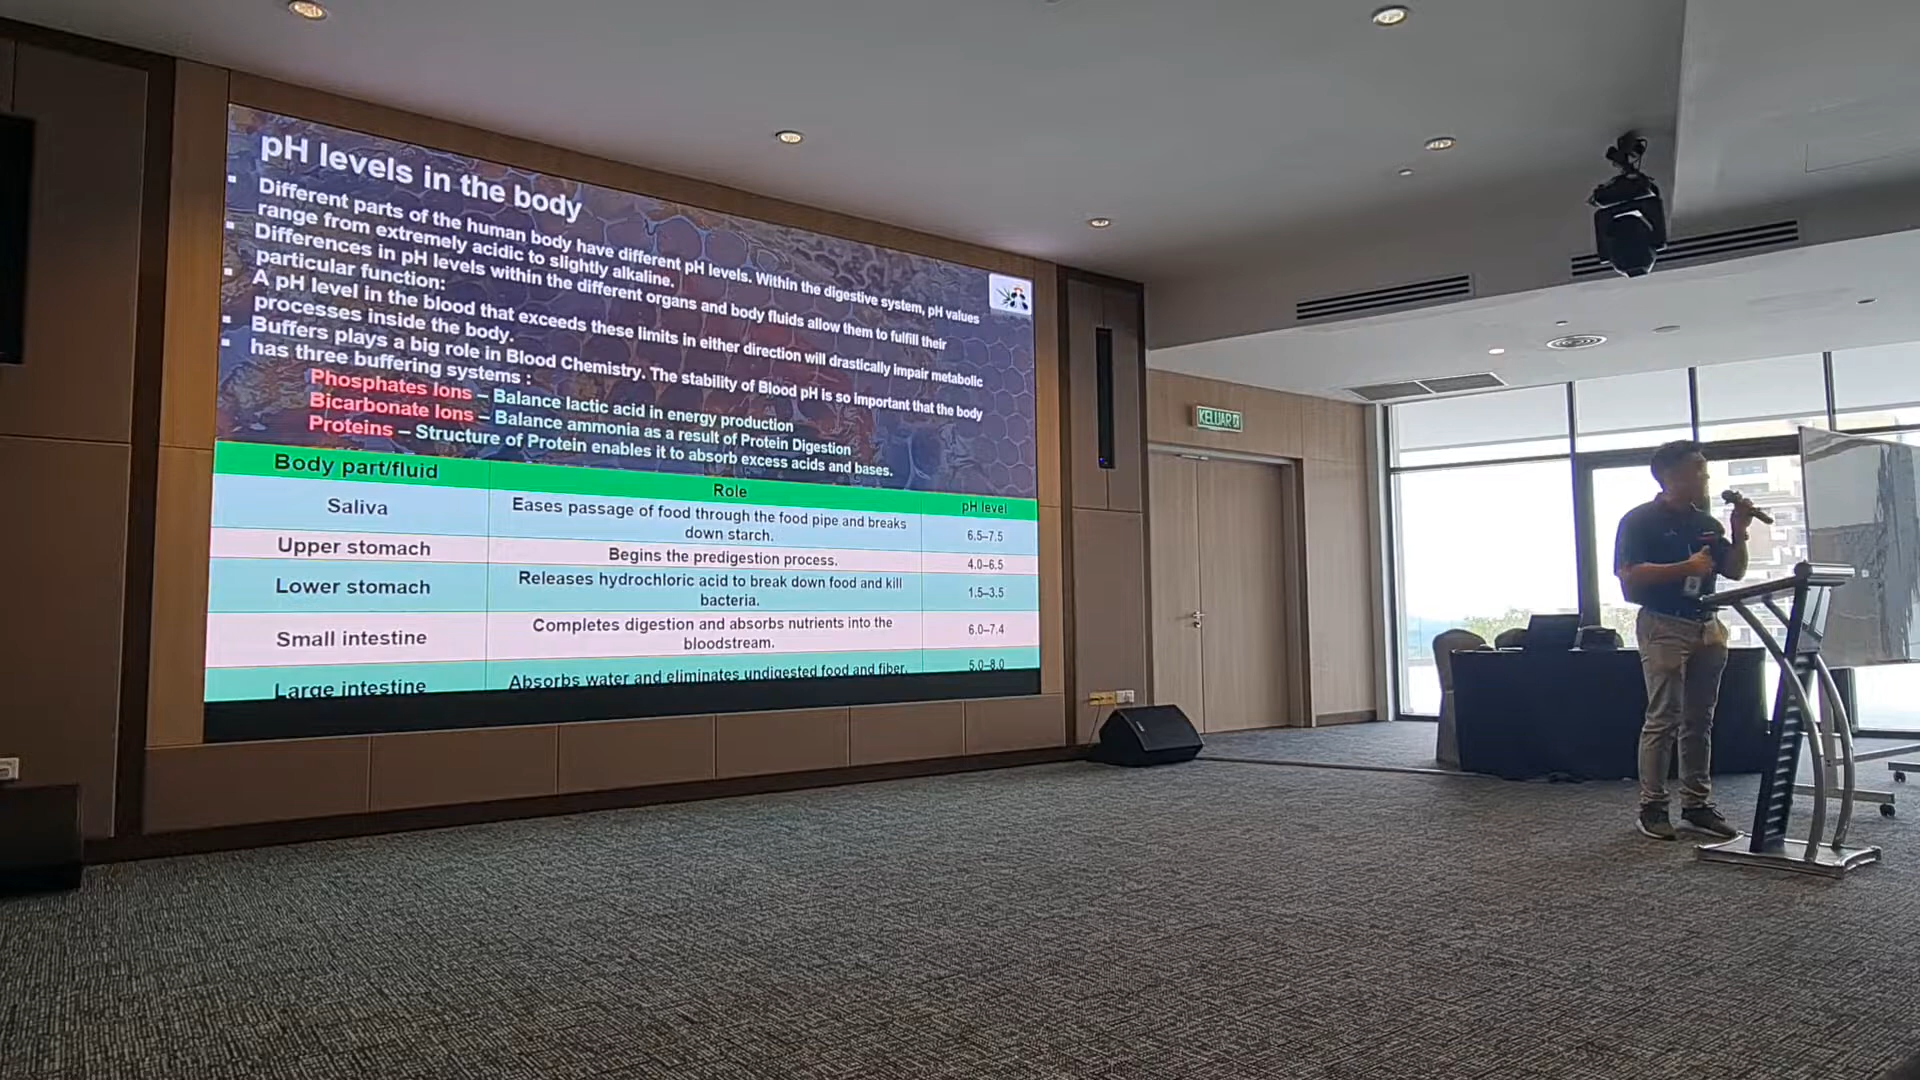 pH levels in the body
▪ Different parts of the human body have different pH levels. Within the digestive system, pH values
range from extremely acidic to slightly alkaline.
▪ Differences in pH levels within the different organs and body fluids allow them to fulfill their
particular function:
▪ A pH level in the blood that exceeds these limits in either direction will drastically impair metabolic
processes inside the body.
▪ Buffers plays a big role in Blood Chemistry. The stability of Blood pH is so important that the body
▪ has three buffering systems :
Phosphates Ions – Balance lactic acid in energy production
Bicarbonate Ions – Balance ammonia as a result of Protein Digestion
Proteins – Structure of Protein enables it to absorb excess acids and bases.
Body part/fluid Role pH level
Saliva Eases passage of food through the food pipe and breaks
down starch. 6.5–7.5
Upper stomach Begins the predigestion process. 4.0–6.5
Lower stomach Releases hydrochloric acid to break down food and kill
bacteria. 1.5–3.5
Small intestine Completes digestion and absorbs nutrients into the
bloodstream. 6.0–7.4
Large intestine Absorbs water and eliminates undigested food and fiber. 5.0–8.0
KELUAR